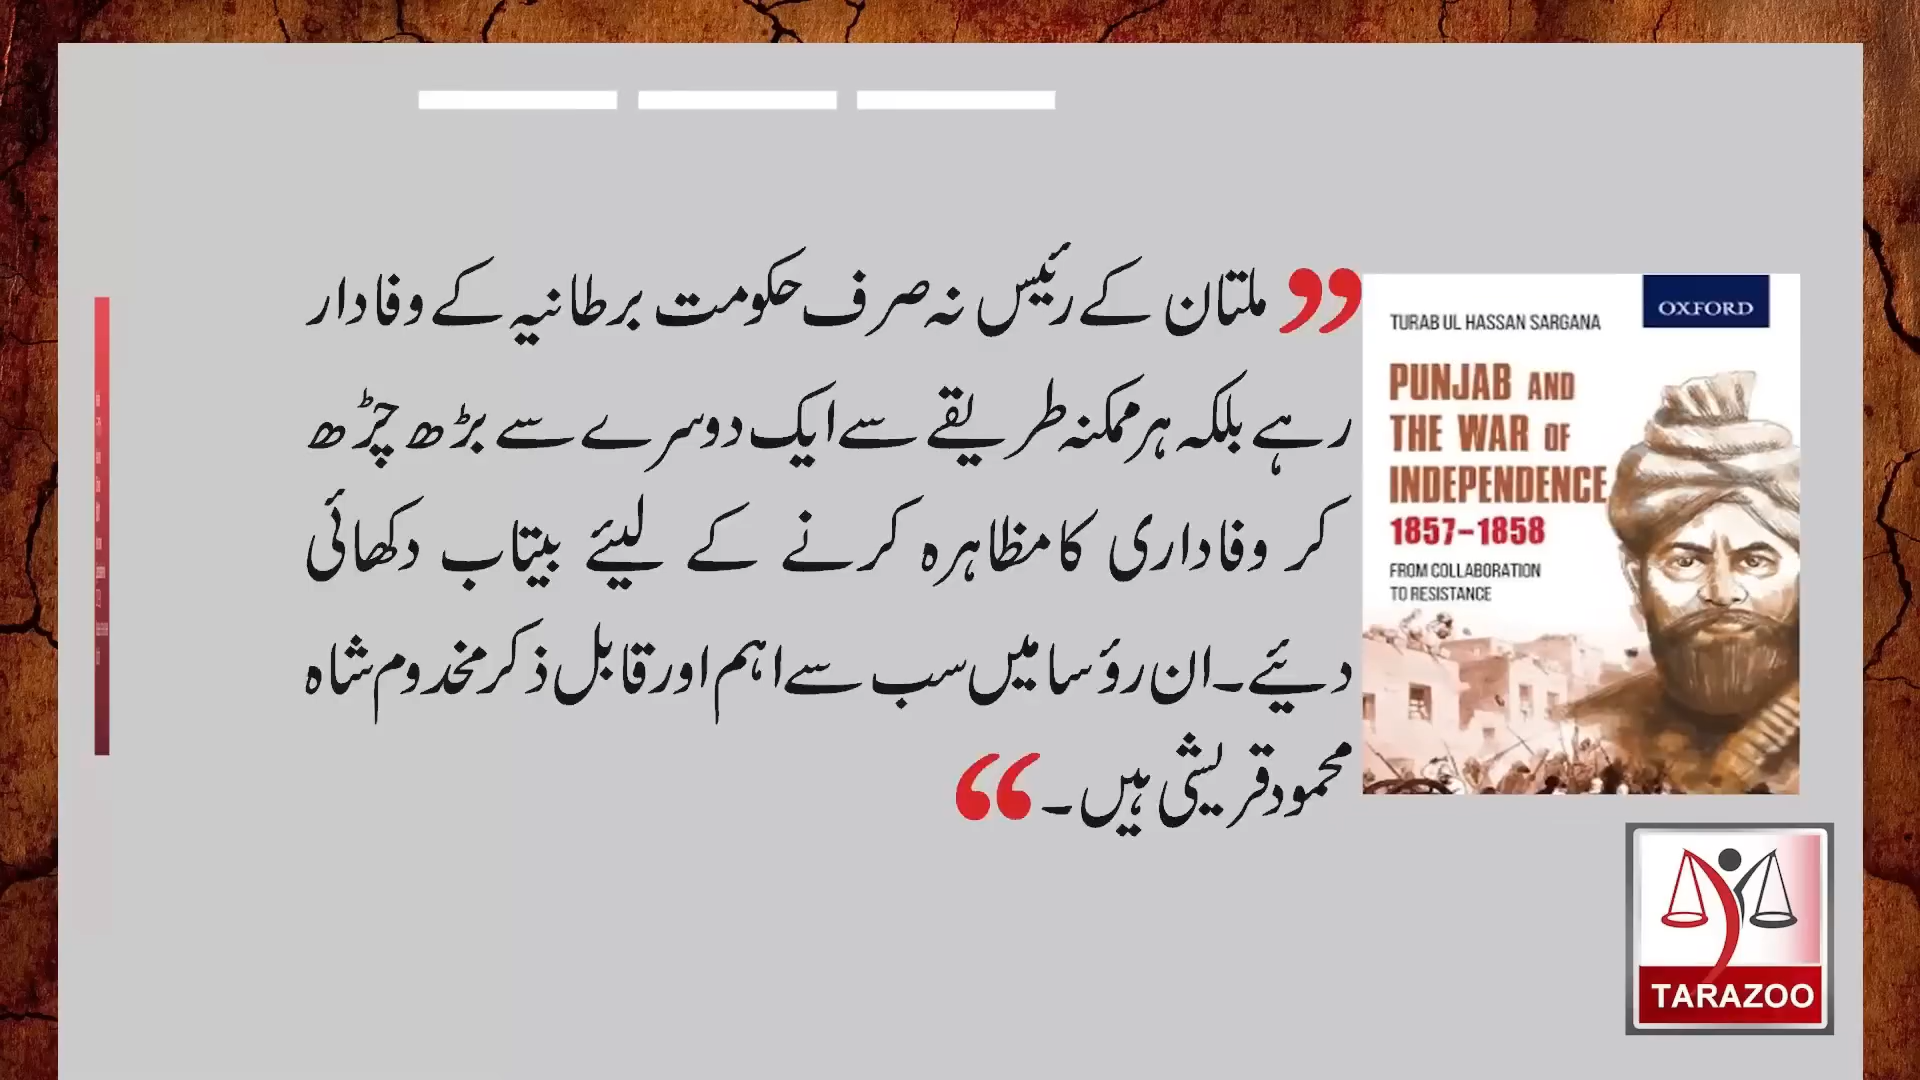 ملتان کے رئیس نہ صرف حکومت برطانیہ کے وفادار
رہے بلکہ ہر ممکنہ طریقے سے ایک دوسرے سے بڑھ چڑھ
کر وفاداری کا مظاہرہ کرنے کے لیئے بیتاب دکھائی
دئیے۔ ان رؤسا میں سب سے اہم اور قابل ذکر مخدوم شاہ
محمود قریشی ہیں۔
OXFORD
TURAB UL HASSAN SARGANA
PUNJAB AND
THE WAR OF
INDEPENDENCE
1857–1858
FROM COLLABORATION
TO RESISTANCE
TARAZOO